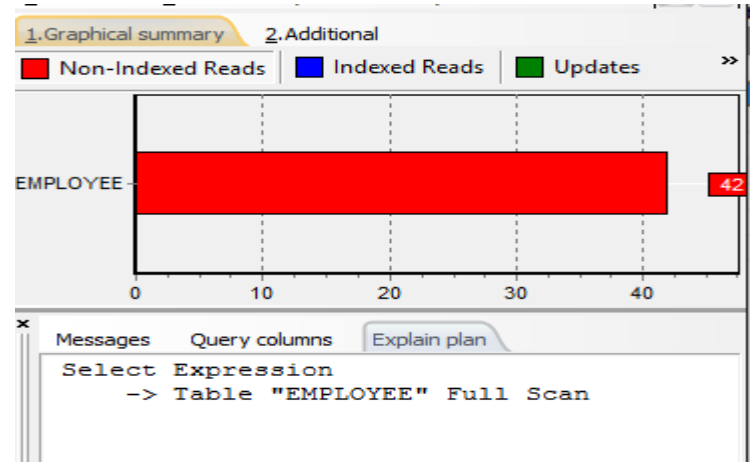 1.Graphical summary 2.Additional
Non-Indexed Reads Indexed Reads Updates »
EMPLOYEE
42
0 10 20 30 40
x
Messages Query columns Explain plan
Select Expression
-> Table "EMPLOYEE" Full Scan